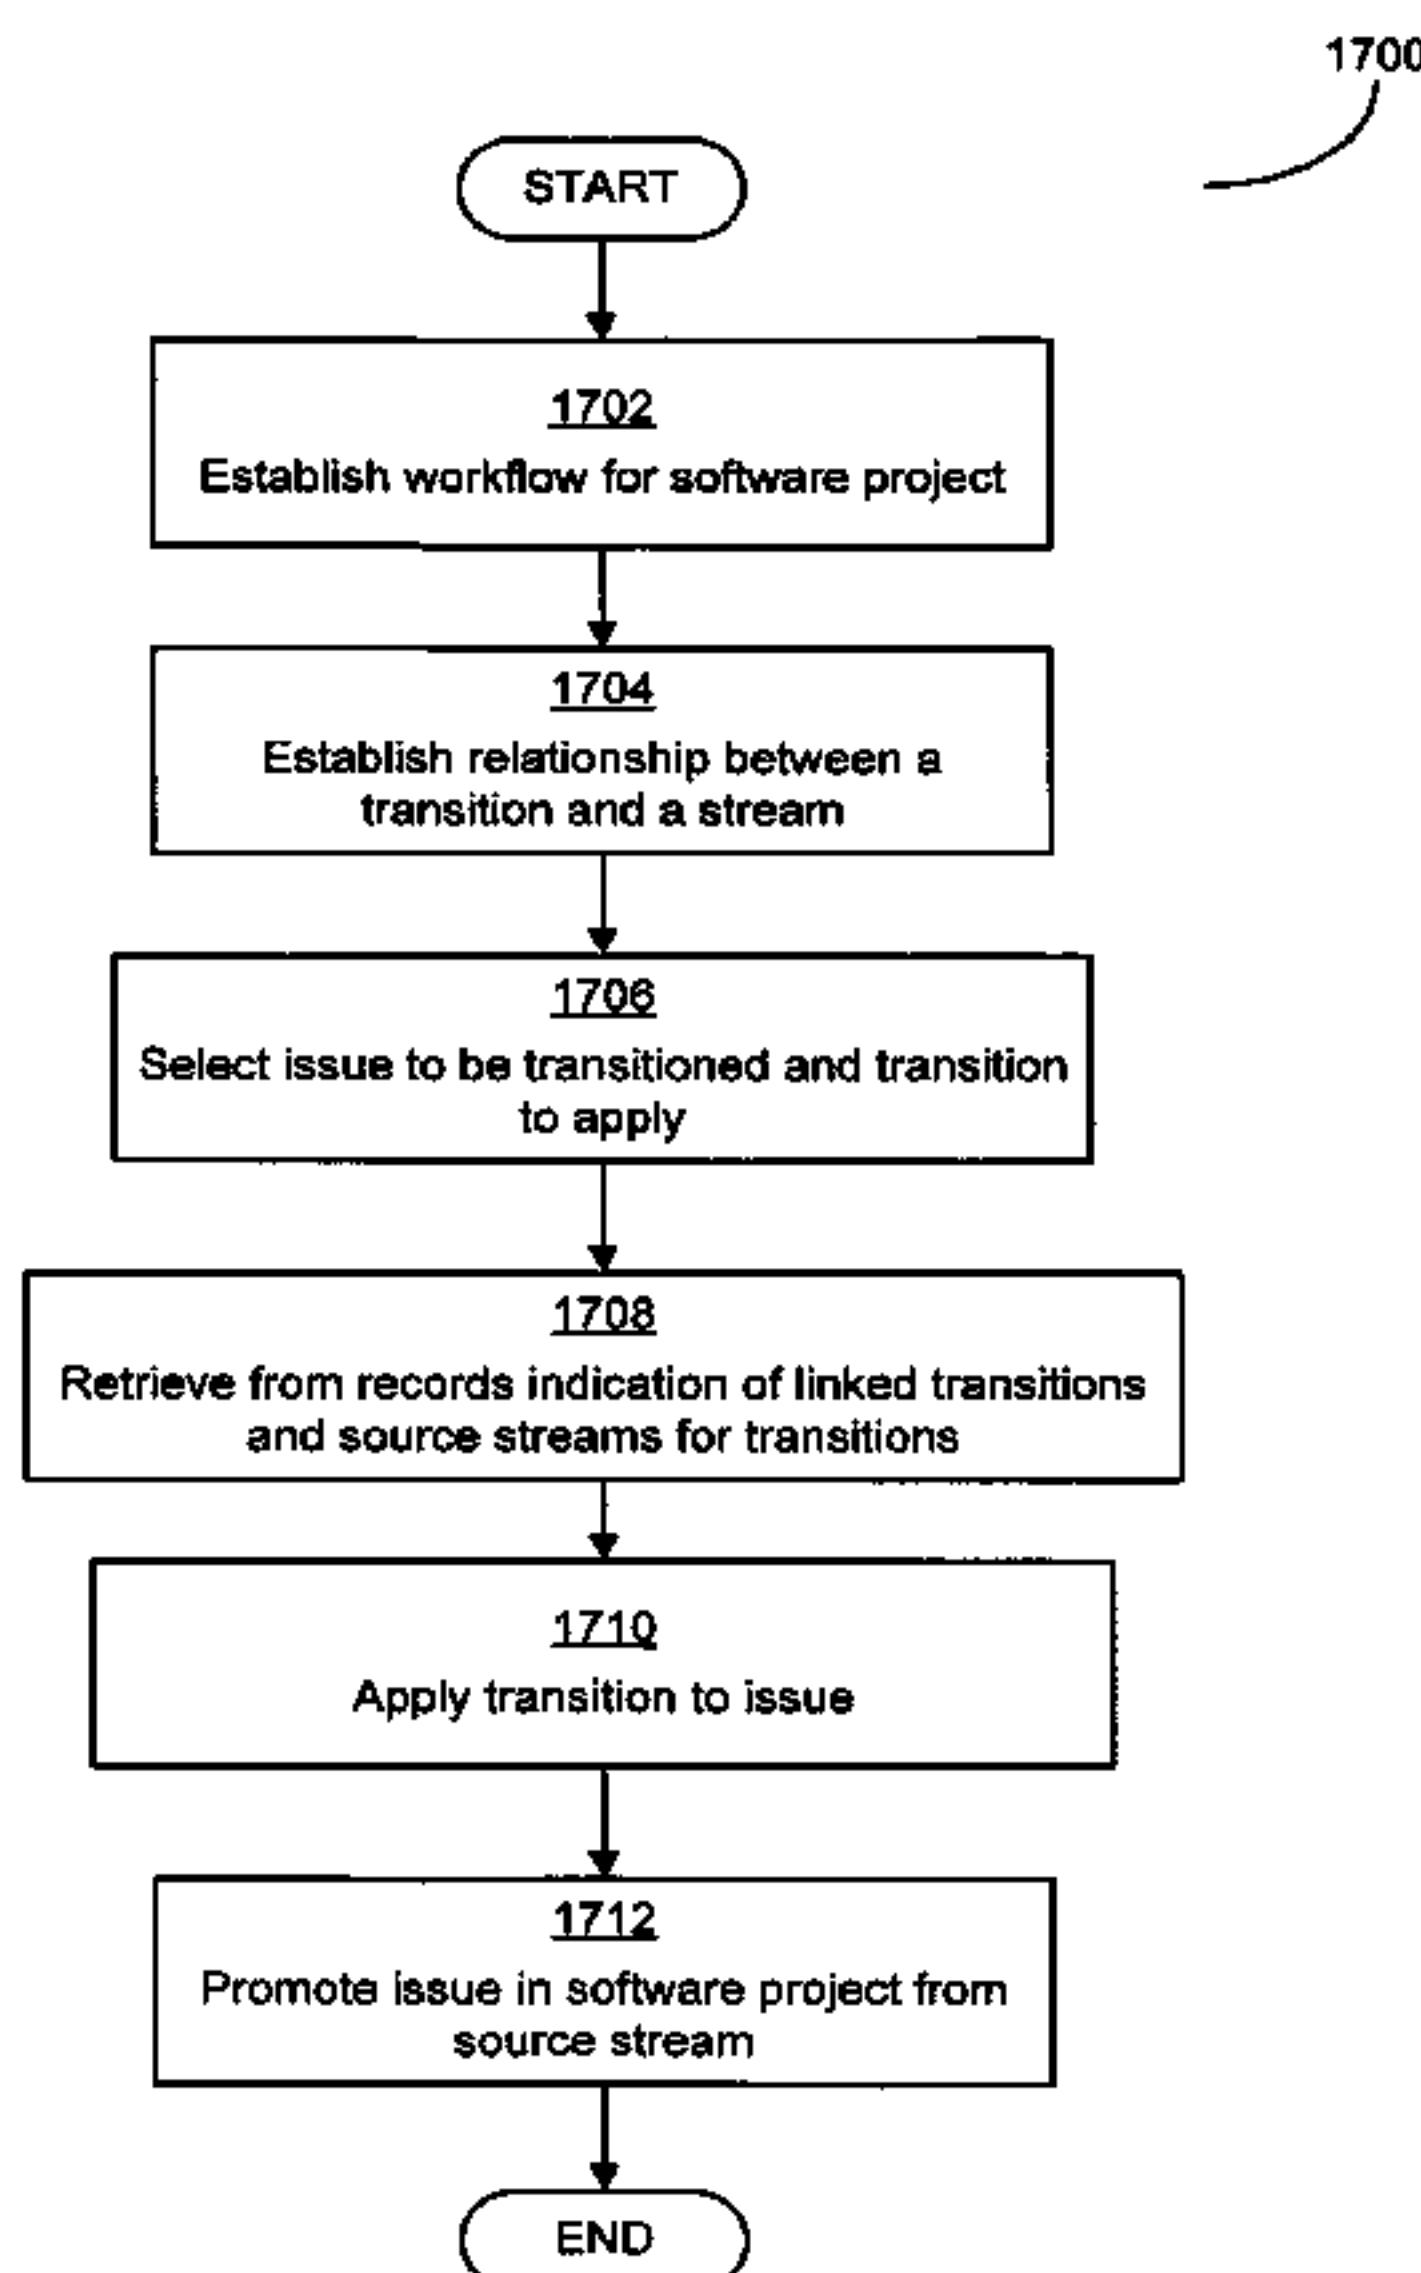 1700
START
1702
Establish workflow for software project
1704
Establish relationship between a
transition and a stream
1706
Select issue to be transitioned and transition
to apply
1708
Retrieve from records indication of linked transitions
and source streams for transitions
1710
Apply transition to issue
1712
Promote issue in software project from
source stream
END